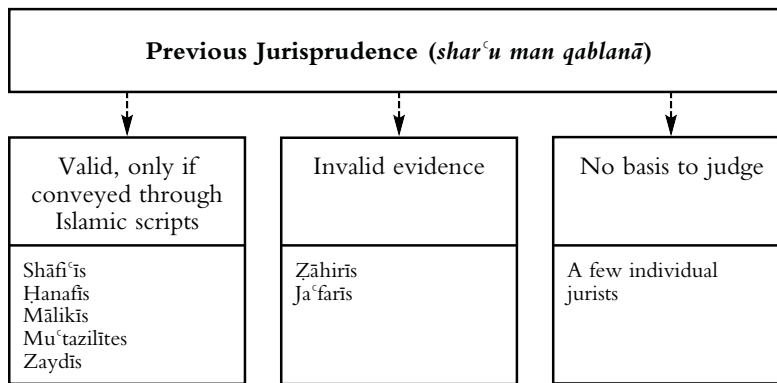 Previous Jurisprudence (sharʿu man qablanā)
Valid, only if
conveyed through
Islamic scripts
Shāfiʿīs
Ḥanafīs
Mālikīs
Muʿtazilītes
Zaydīs
Invalid evidence
Ẓāhirīs
Jaʿfarīs
No basis to judge
A few individual
jurists